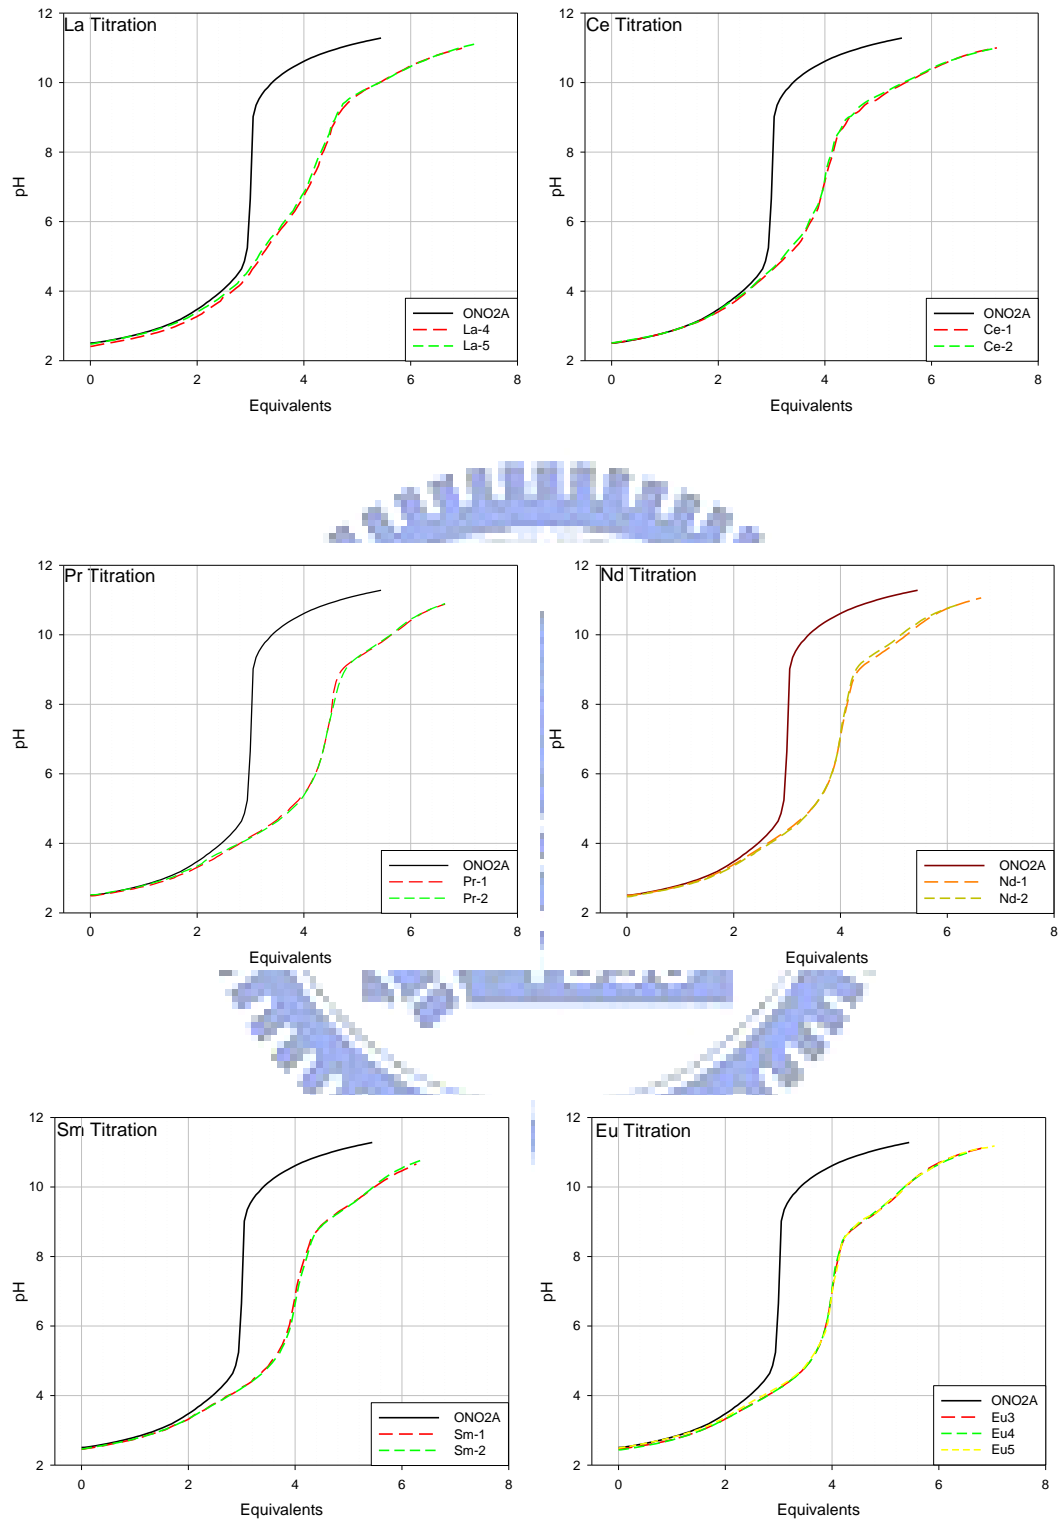 La Titration
12
10
8
6
4
2
pH
0 2 4 6 8
Equivalents
ONO2A
La-4
La-5
Ce Titration
12
10
8
6
4
2
pH
0 2 4 6 8
Equivalents
ONO2A
Ce-1
Ce-2
Pr Titration
12
10
8
6
4
2
pH
0 2 4 6 8
Equivalents
ONO2A
Pr-1
Pr-2
Nd Titration
12
10
8
6
4
2
pH
0 2 4 6 8
Equivalents
ONO2A
Nd-1
Nd-2
Sm Titration
12
10
8
6
4
2
pH
0 2 4 6 8
Equivalents
ONO2A
Sm-1
Sm-2
Eu Titration
12
10
8
6
4
2
pH
0 2 4 6 8
Equivalents
ONO2A
Eu3
Eu4
Eu5